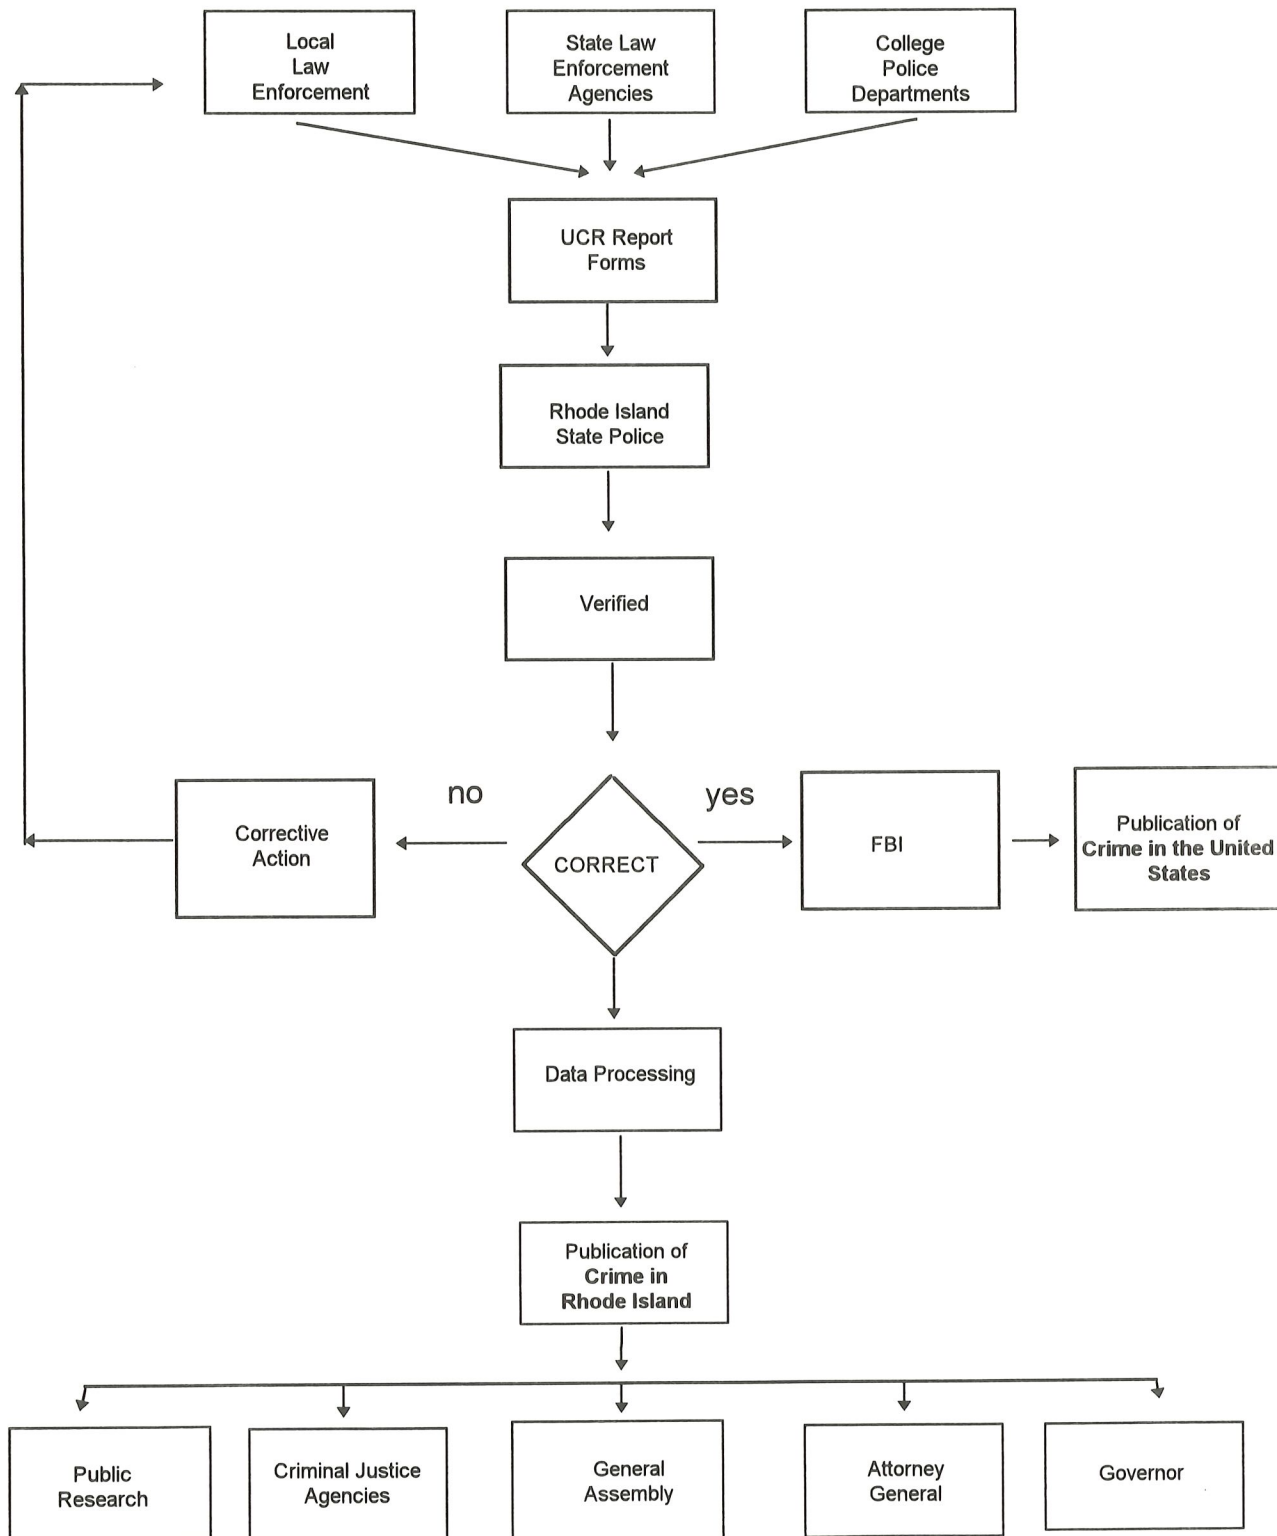 Local
Law
Enforcement
State Law
Enforcement
Agencies
College
Police
Departments
UCR Report
Forms
Rhode Island
State Police
Verified
no
yes
Corrective
Action
CORRECT
FBI
Publication of
Crime in the United
States
Data Processing
Publication of
Crime in
Rhode Island
Public
Research
Criminal Justice
Agencies
General
Assembly
Attorney
General
Governor